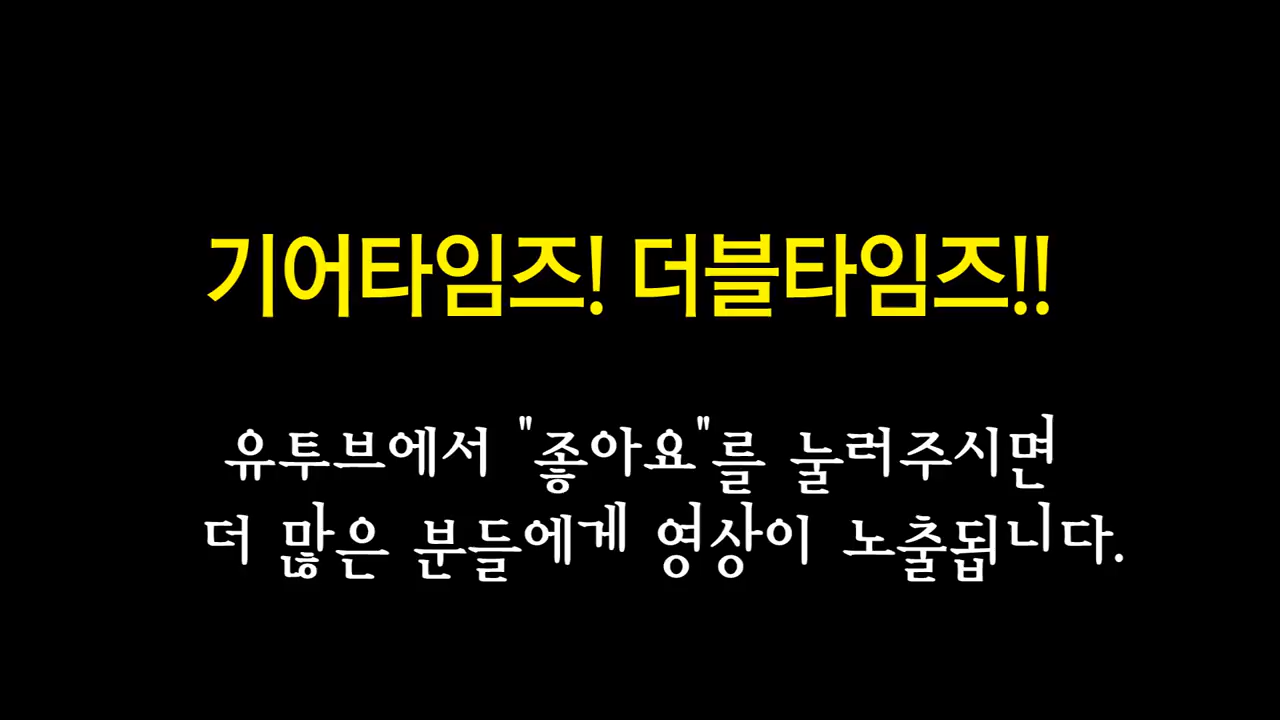 기어타임즈! 더블타임즈!!
유투브에서 "좋아요"를 눌러주시면
더 많은 분들에게 영상이 노출됩니다.